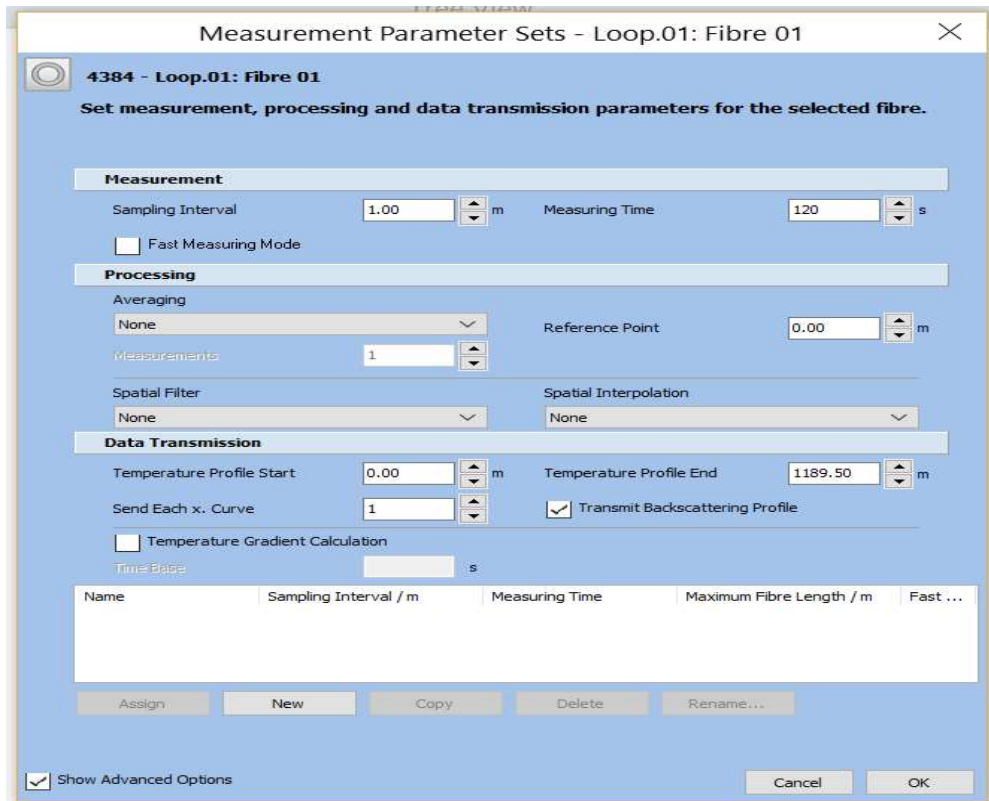 Tree View
Measurement Parameter Sets - Loop.01: Fibre 01
4384 - Loop.01: Fibre 01
Set measurement, processing and data transmission parameters for the selected fibre.
Measurement
Sampling Interval 1.00 m Measuring Time 120 s
Fast Measuring Mode
Processing
Averaging
None Reference Point 0.00 m
Measurements 1
Spatial Filter Spatial Interpolation
None None
Data Transmission
Temperature Profile Start 0.00 m Temperature Profile End 1189.50 m
Send Each x. Curve 1 Transmit Backscattering Profile
Temperature Gradient Calculation
Time Base s
Name Sampling Interval / m Measuring Time Maximum Fibre Length / m Fast ...
Assign New Copy Delete Rename...
Show Advanced Options Cancel OK